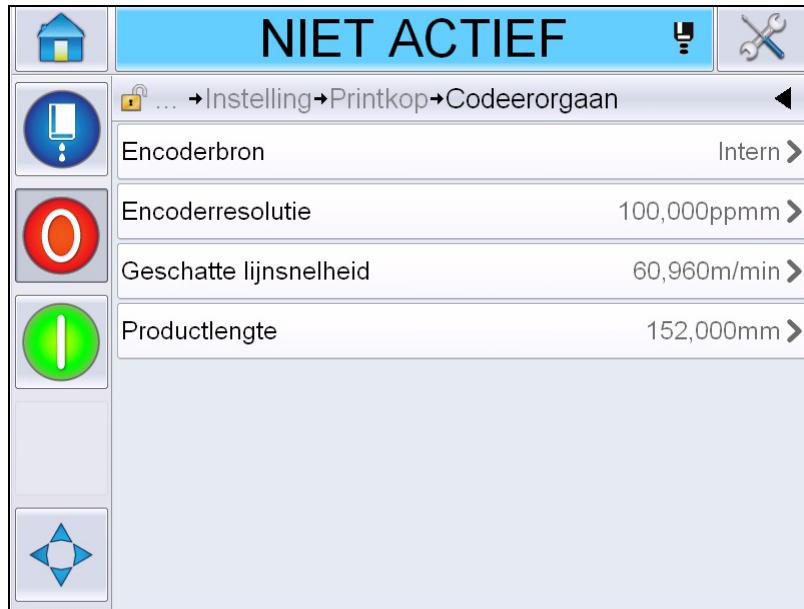 NIET ACTIEF
... →Instelling→Printkop→Codeerorgaan
Encoderbron Intern
Encoderresolutie 100,000ppmm
Geschatte lijnsnelheid 60,960m/min
Productlengte 152,000mm